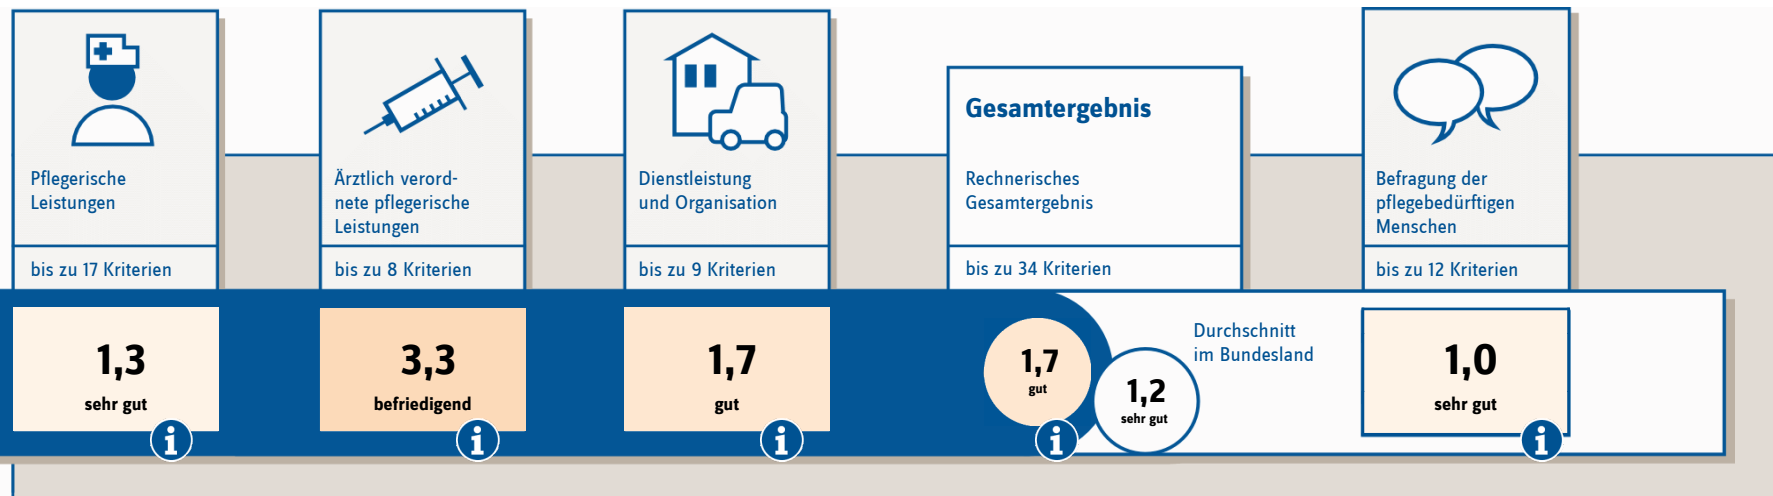 Pflegerische
Leistungen
bis zu 17 Kriterien
1,3
sehr gut
i
Ärztlich verord-
nete pflegerische
Leistungen
bis zu 8 Kriterien
3,3
befriedigend
i
Dienstleistung
und Organisation
bis zu 9 Kriterien
1,7
gut
i
Gesamtergebnis
Rechnerisches
Gesamtergebnis
bis zu 34 Kriterien
1,7
gut
i
Durchschnitt
im Bundesland
1,2
sehr gut
Befragung der
pflegebedürftigen
Menschen
bis zu 12 Kriterien
1,0
sehr gut
i